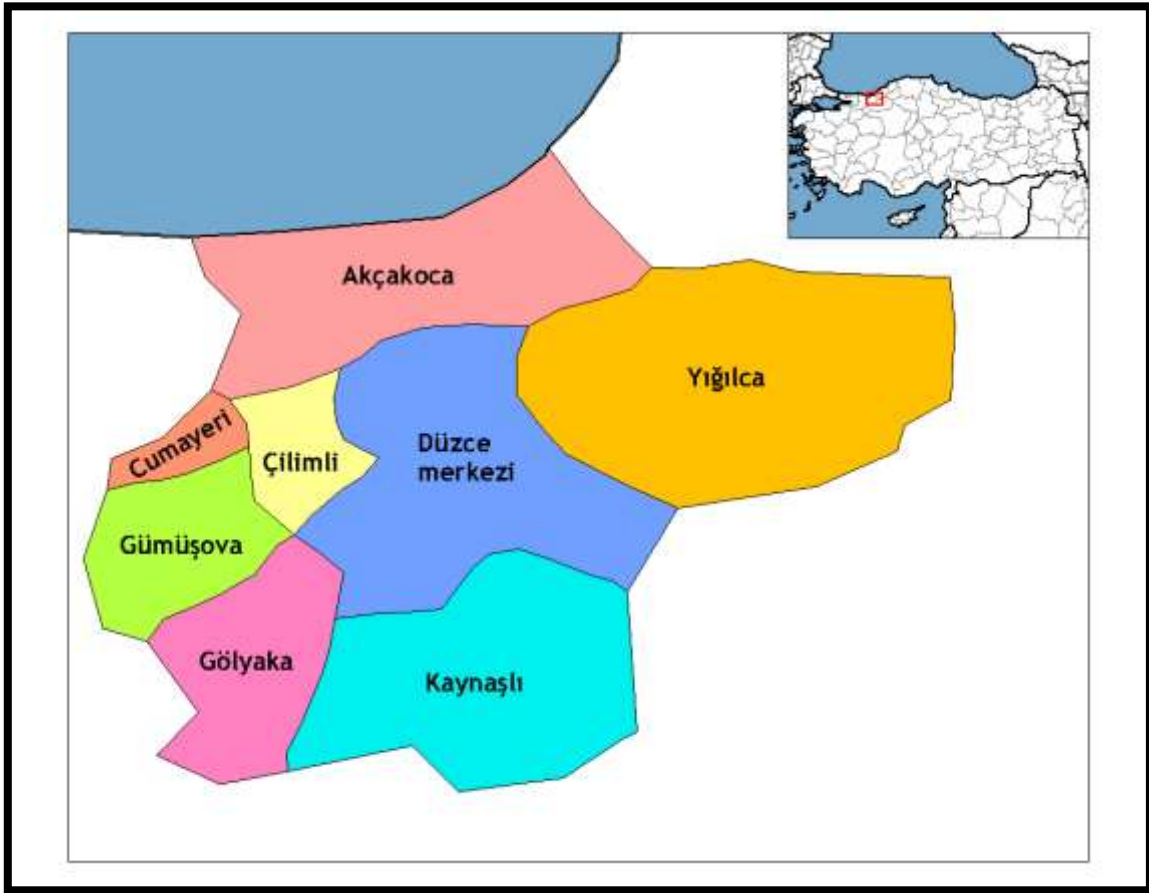 Akçakoca
Yığılca
Cumayeri
Çilimli
Düzce
merkezi
Gümüşova
Gölyaka
Kaynaşlı